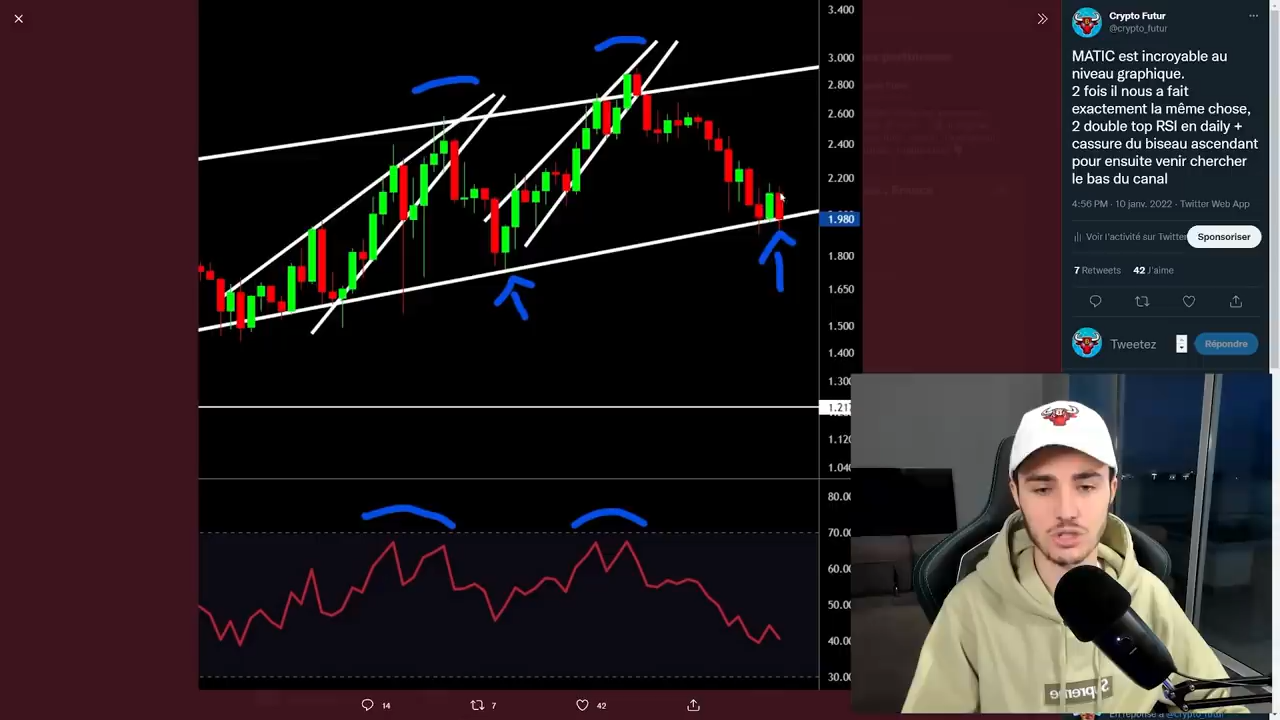 3.400
3.000
2.800
2.600
2.400
2.200
1.980
1.800
1.650
1.500
1.400
1.30
1.217
1.120
1.04
80.00
70.00
60.00
50.00
40.00
30.00
14
7
42
Crypto Futur
@crypto_futur
MATIC est incroyable au
niveau graphique.
2 fois il nous a fait
exactement la même chose,
2 double top RSI en daily +
cassure du biseau ascendant
pour ensuite venir chercher
le bas du canal
4:56 PM · 10 janv. 2022 · Twitter Web App
Voir l'activité sur Twitter
Sponsoriser
7 Retweets 42 J'aime
Tweetez
Répondre
Supreme
En réponse à @crypto_futur